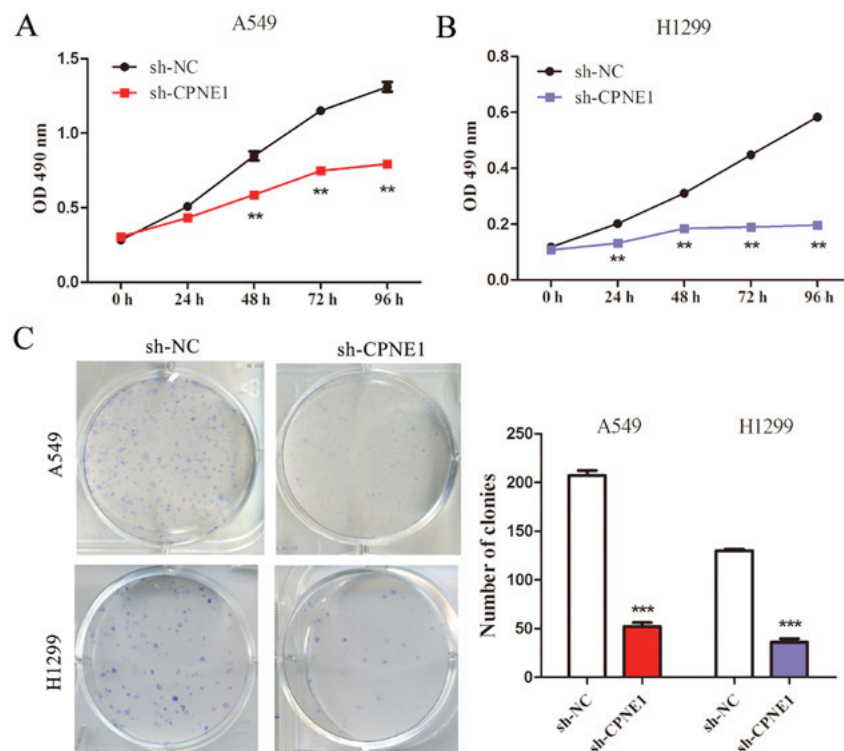 A
A549
sh-NC
sh-CPNE1
OD 490 nm
1.5
1.0
0.5
0.0
0 h
24 h
48 h
72 h
96 h
**
**
**
B
H1299
sh-NC
sh-CPNE1
OD 490 nm
0.8
0.6
0.4
0.2
0.0
0 h
24 h
48 h
72 h
96 h
**
**
**
**
C
sh-NC
sh-CPNE1
A549
H1299
A549
H1299
Number of clonies
250
200
150
100
50
0
***
***
sh-NC
sh-CPNE1
sh-NC
sh-CPNE1